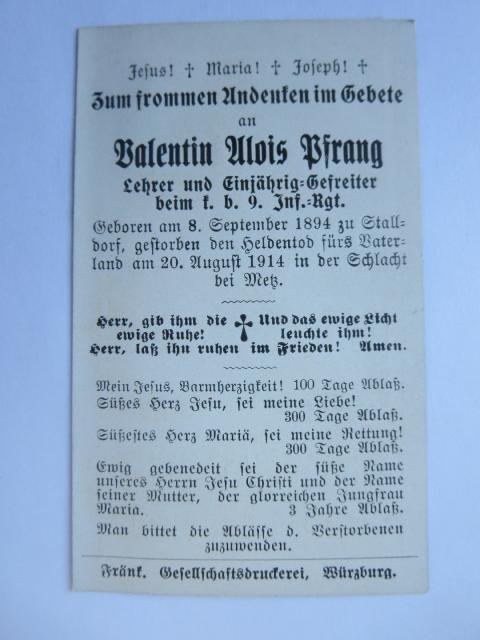 Jesus! † Maria! † Joseph! †
Zum frommen Andenken im Gebete
an
Valentin Alois Pfrang
Lehrer und Einjährig-Gefreiter
beim k. b. 9. Inf.-Rgt.
Geboren am 8. September 1894 zu Stall-
dorf, gestorben den Heldentod fürs Vater-
land am 20. August 1914 in der Schlacht
bei Metz.
Herr, gib ihm die † Und das ewige Licht
ewige Ruhe! leuchte ihm!
Herr, laß ihn ruhen im Frieden! Amen.
Mein Jesus, Barmherzigkeit! 100 Tage Ablaß.
Süßes Herz Jesu, sei meine Liebe!
300 Tage Ablaß.
Süßestes Herz Mariä, sei meine Rettung!
300 Tage Ablaß.
Ewig gebenedeit sei der süße Name
unseres Herrn Jesu Christi und der Name
seiner Mutter, der glorreichen Jungfrau
Maria. 3 Jahre Ablaß.
Man bittet die Ablässe d. Verstorbenen
zuzuwenden.
Fränk. Gesellschaftsdruckerei, Würzburg.